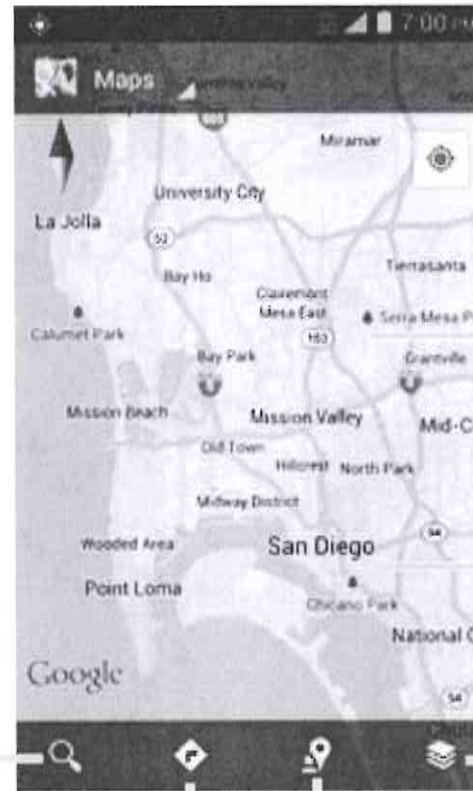 7:00 PM
Maps
Miramar
University City
La Jolla
52
Tierrasanta
Bay Ho
Clairemont
Mesa East
Serra Mesa P
Calumet Park
163
Bay Park
Grantville
Mission Beach
Mission Valley
Mid-C
Old Town
Hillcrest
North Park
Midway District
94
Wooded Area
San Diego
Point Loma
Chicano Park
National C
Google
54